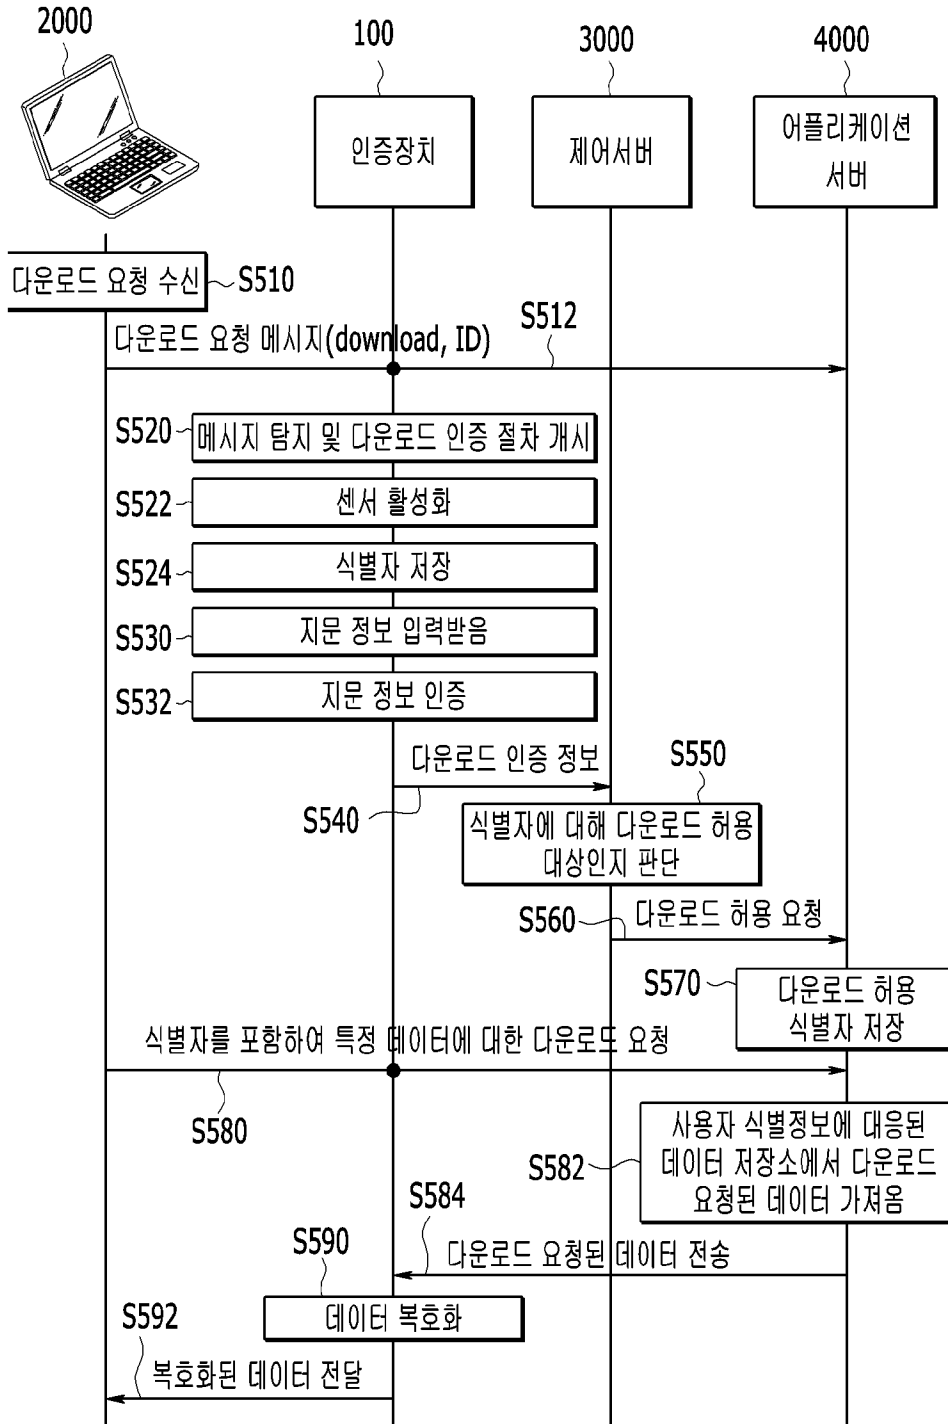 2000
100
3000
4000
인증장치
제어서버
어플리케이션
서버
다운로드 요청 수신
S510
S512
다운로드 요청 메시지(download, ID)
S520
메시지 탐지 및 다운로드 인증 절차 개시
S522
센서 활성화
S524
식별자 저장
S530
지문 정보 입력받음
S532
지문 정보 인증
다운로드 인증 정보
S550
S540
식별자에 대해 다운로드 허용
대상인지 판단
S560
다운로드 허용 요청
S570
다운로드 허용
식별자 저장
식별자를 포함하여 특정 데이터에 대한 다운로드 요청
S580
S582
사용자 식별정보에 대응된
데이터 저장소에서 다운로드
요청된 데이터 가져옴
S584
S590
다운로드 요청된 데이터 전송
데이터 복호화
S592
복호화된 데이터 전달